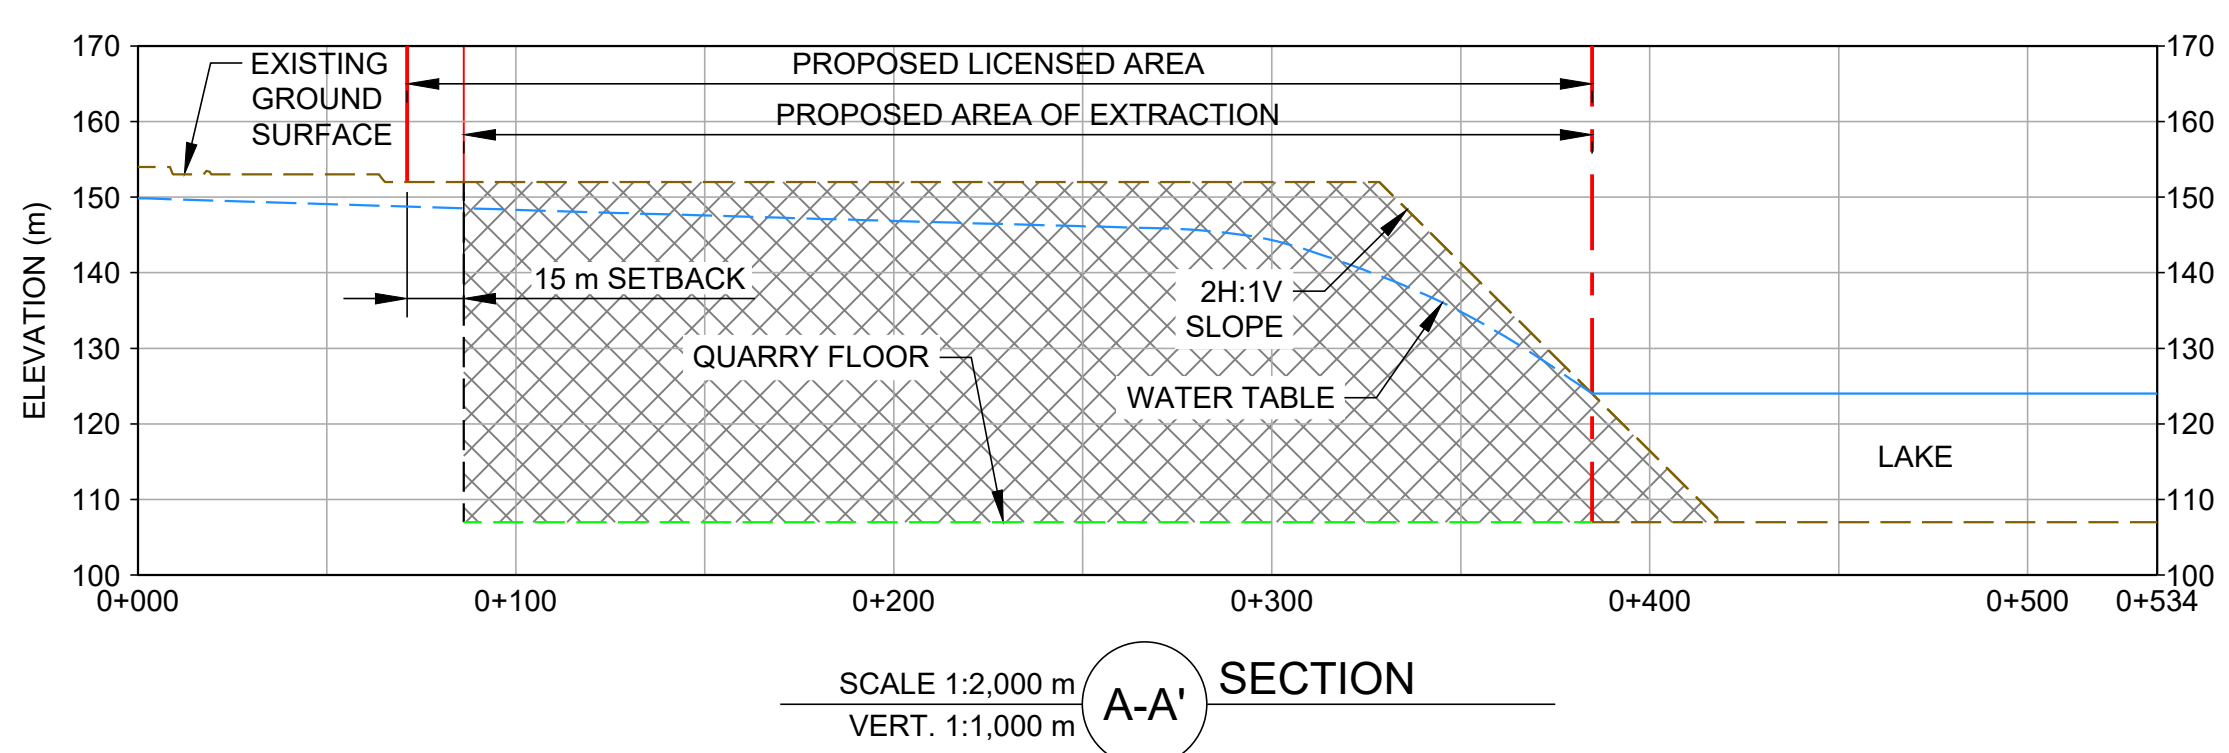 170
160
150
140
130
120
110
100
ELEVATION (m)
EXISTING
GROUND
SURFACE
PROPOSED LICENSED AREA
PROPOSED AREA OF EXTRACTION
15 m SETBACK
QUARRY FLOOR
2H:1V
SLOPE
WATER TABLE
LAKE
170
160
150
140
130
120
110
100
0+000 0+100 0+200 0+300 0+400 0+500 0+534
SCALE 1:2,000 m
VERT. 1:1,000 m
A-A'
SECTION